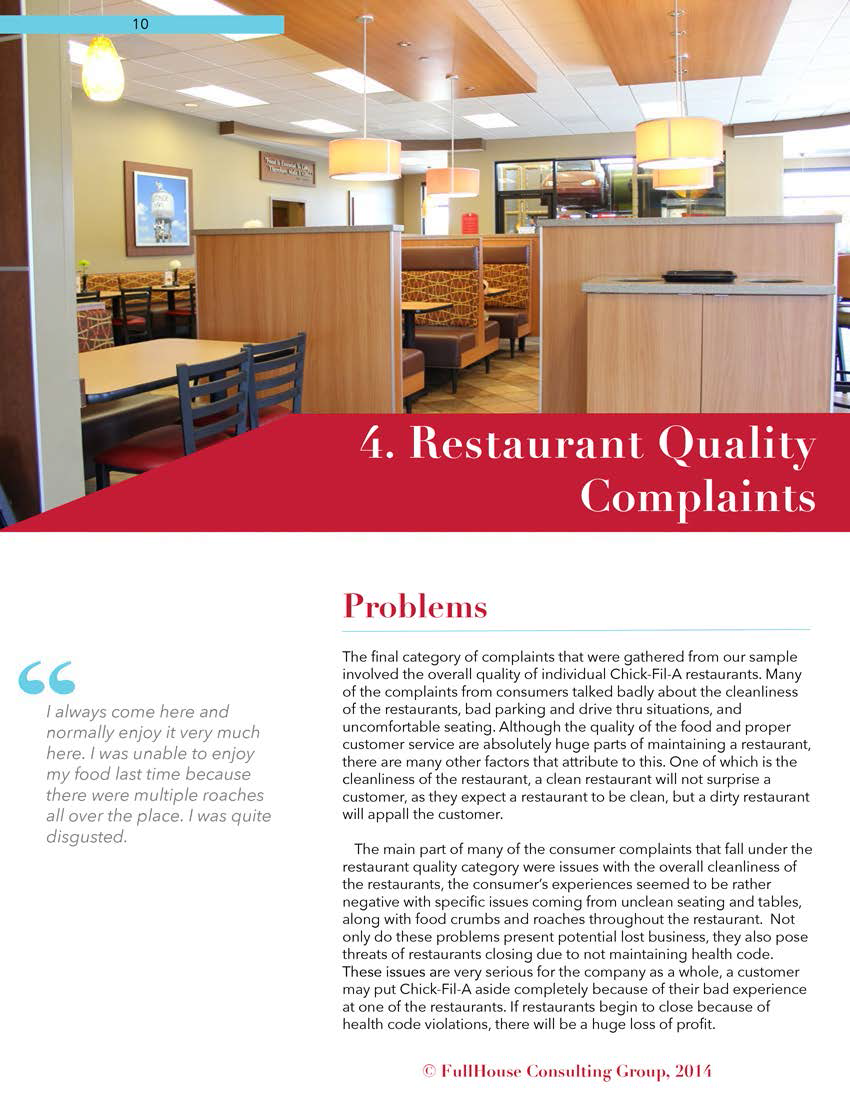 10
4. Restaurant Quality
Complaints
Problems
The final category of complaints that were gathered from our sample
involved the overall quality of individual Chick-Fil-A restaurants. Many
of the complaints from consumers talked badly about the cleanliness
of the restaurants, bad parking and drive thru situations, and
uncomfortable seating. Although the quality of the food and proper
customer service are absolutely huge parts of maintaining a restaurant,
there are many other factors that attribute to this. One of which is the
cleanliness of the restaurant, a clean restaurant will not surprise a
customer, as they expect a restaurant to be clean, but a dirty restaurant
will appall the customer.
The main part of many of the consumer complaints that fall under the
restaurant quality category were issues with the overall cleanliness of
the restaurants, the consumer's experiences seemed to be rather
negative with specific issues coming from unclean seating and tables,
along with food crumbs and roaches throughout the restaurant.  Not
only do these problems present potential lost business, they also pose
threats of restaurants closing due to not maintaining health code.
These issues are very serious for the company as a whole, a customer
may put Chick-Fil-A aside completely because of their bad experience
at one of the restaurants. If restaurants begin to close because of
health code violations, there will be a huge loss of profit.
“
I always come here and
normally enjoy it very much
here. I was unable to enjoy
my food last time because
there were multiple roaches
all over the place. I was quite
disgusted.
© FullHouse Consulting Group, 2014